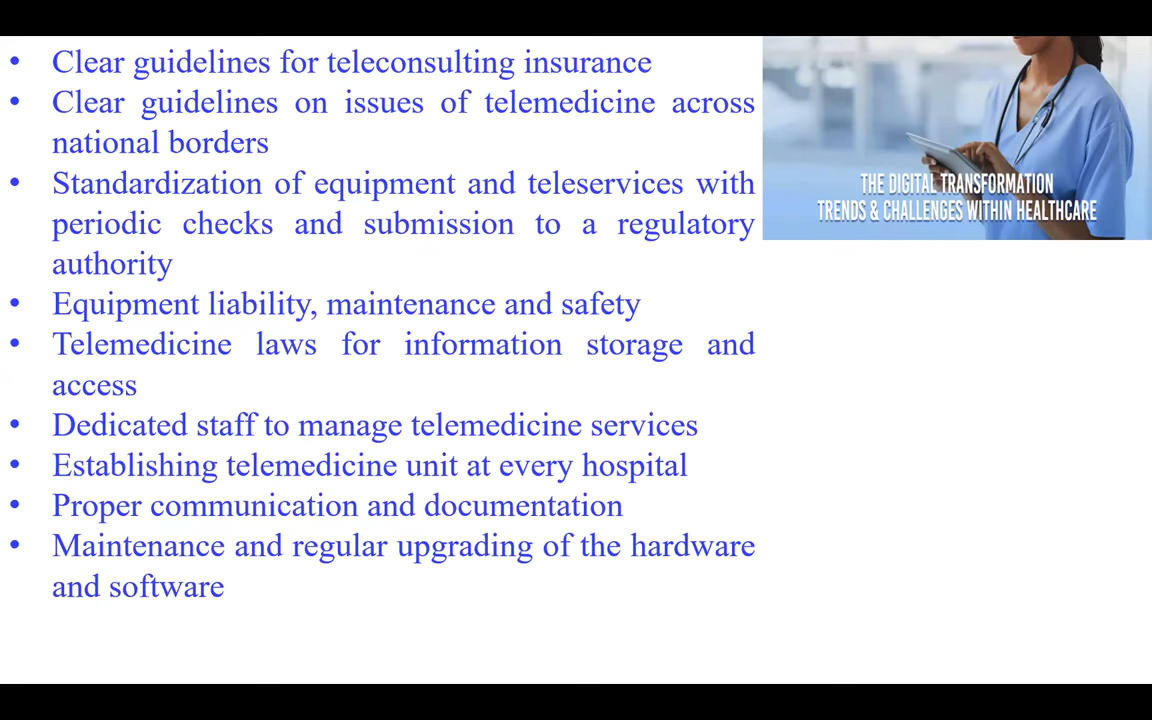 • Clear guidelines for teleconsulting insurance
• Clear guidelines on issues of telemedicine across
national borders
• Standardization of equipment and teleservices with
periodic checks and submission to a regulatory
authority
• Equipment liability, maintenance and safety
• Telemedicine laws for information storage and
access
• Dedicated staff to manage telemedicine services
• Establishing telemedicine unit at every hospital
• Proper communication and documentation
• Maintenance and regular upgrading of the hardware
and software
THE DIGITAL TRANSFORMATION
TRENDS & CHALLENGES WITHIN HEALTHCARE